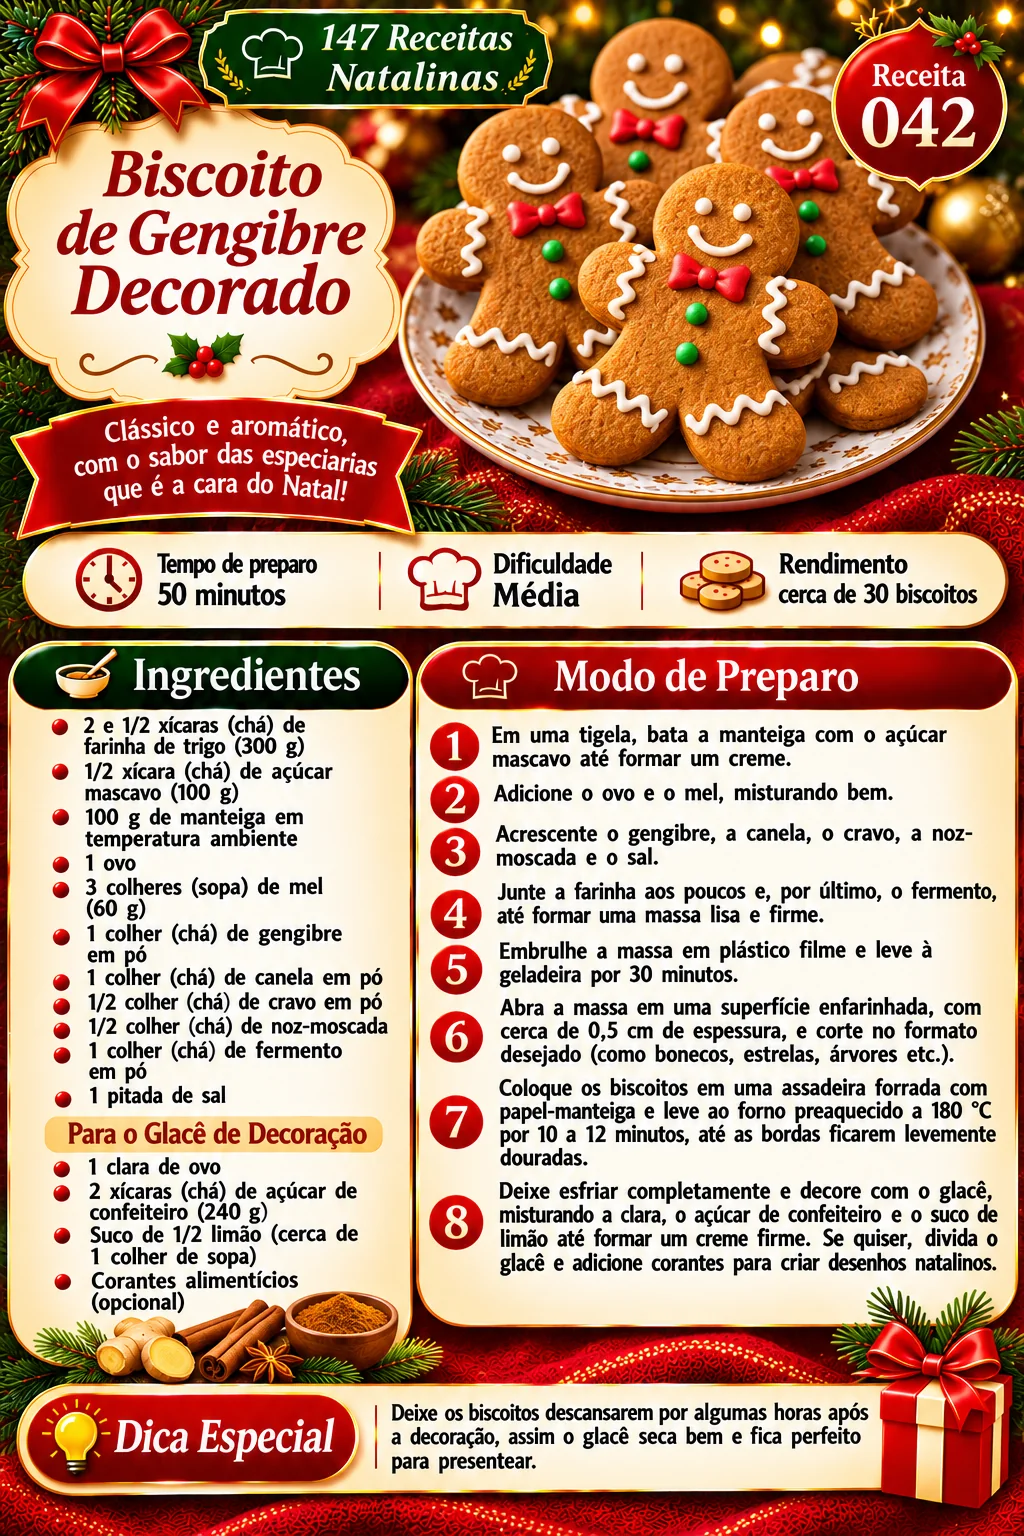 147 Receitas
Natalinas
Receita
042
Biscoito
de Gengibre
Decorado
Clássico e aromático,
com o sabor das especiarias
que é a cara do Natal!
Tempo de preparo
50 minutos
Dificuldade
Média
Rendimento
cerca de 30 biscoitos
Ingredientes
2 e 1/2 xícaras (chá) de
farinha de trigo (300 g)
1/2 xícara (chá) de açúcar
mascavo (100 g)
100 g de manteiga em
temperatura ambiente
1 ovo
3 colheres (sopa) de mel
(60 g)
1 colher (chá) de gengibre
em pó
1 colher (chá) de canela em pó
1/2 colher (chá) de cravo em pó
1/2 colher (chá) de noz-moscada
1 colher (chá) de fermento
em pó
1 pitada de sal
Para o Glacê de Decoração
1 clara de ovo
2 xícaras (chá) de açúcar de
confeiteiro (240 g)
Suco de 1/2 limão (cerca de
1 colher de sopa)
Corantes alimentícios
(opcional)
Modo de Preparo
1 Em uma tigela, bata a manteiga com o açúcar
mascavo até formar um creme.
2 Adicione o ovo e o mel, misturando bem.
3 Acrescente o gengibre, a canela, o cravo, a noz-
moscada e o sal.
4 Junte a farinha aos poucos e, por último, o fermento,
até formar uma massa lisa e firme.
5 Embrulhe a massa em plástico filme e leve à
geladeira por 30 minutos.
6 Abra a massa em uma superfície enfarinhada, com
cerca de 0,5 cm de espessura, e corte no formato
desejado (como bonecos, estrelas, árvores etc.).
7 Coloque os biscoitos em uma assadeira forrada com
papel-manteiga e leve ao forno preaquecido a 180 °C
por 10 a 12 minutos, até as bordas ficarem levemente
douradas.
8 Deixe esfriar completamente e decore com o glacê,
misturando a clara, o açúcar de confeiteiro e o suco de
limão até formar um creme firme. Se quiser, divida o
glacê e adicione corantes para criar desenhos natalinos.
Dica Especial
Deixe os biscoitos descansarem por algumas horas após
a decoração, assim o glacê seca bem e fica perfeito
para presentear.